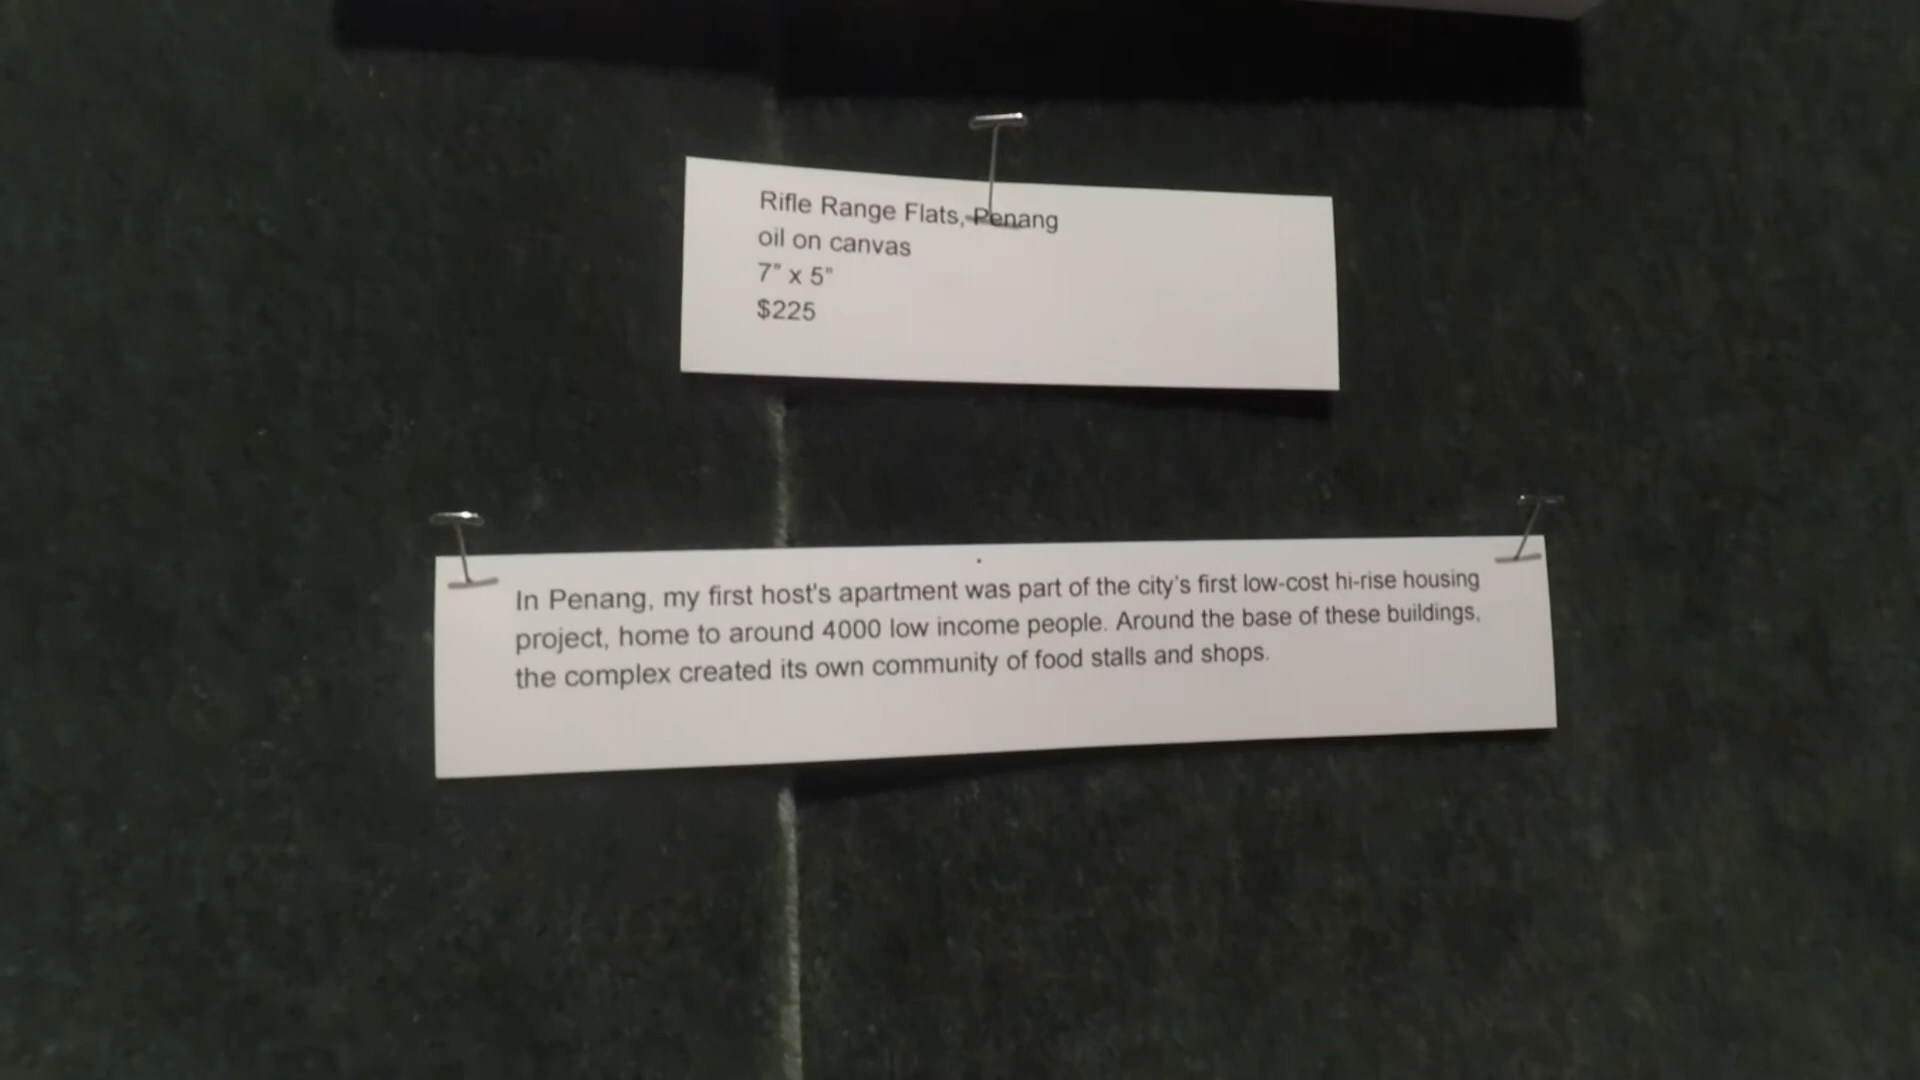 Rifle Range Flats, Penang
oil on canvas
7" x 5"
$225
In Penang, my first host's apartment was part of the city's first low-cost hi-rise housing
project, home to around 4000 low income people. Around the base of these buildings,
the complex created its own community of food stalls and shops.